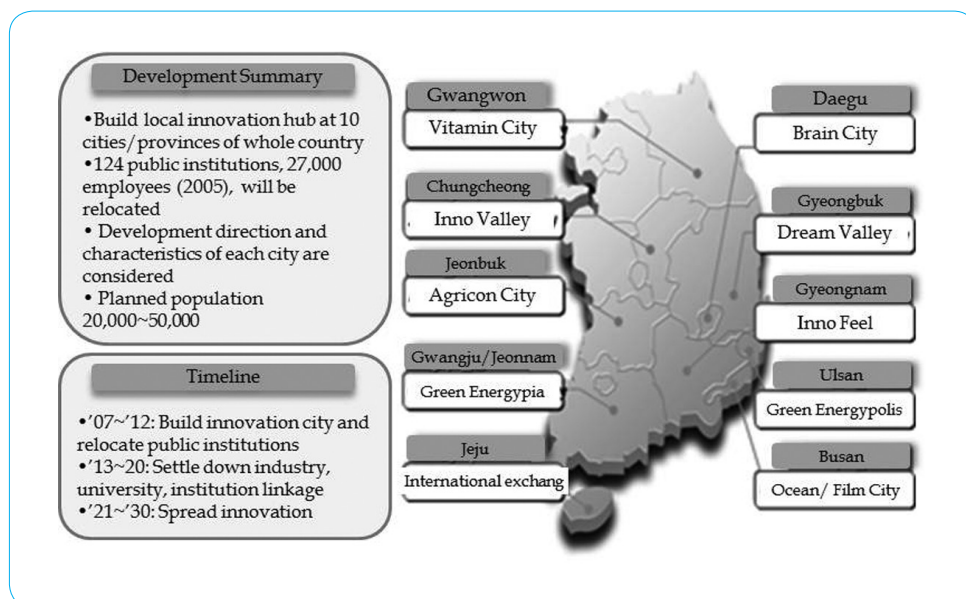 Development Summary
•Build local innovation hub at 10
cities/provinces of whole country
•124 public institutions, 27,000
employees (2005), will be
relocated
• Development direction and
characteristics of each city are
considered
• Planned population
20,000~50,000
Timeline
•’07~’12: Build innovation city and
relocate public institutions
•’13~20: Settle down industry,
university, institution linkage
•’21~’30: Spread innovation
Gwangwon
Vitamin City
Chungcheong
Inno Valley
Jeonbuk
Agricon City
Gwangju/Jeonnam
Green Energypia
Jeju
International exchang
Daegu
Brain City
Gyeongbuk
Dream Valley
Gyeongnam
Inno Feel
Ulsan
Green Energypolis
Busan
Ocean/ Film City